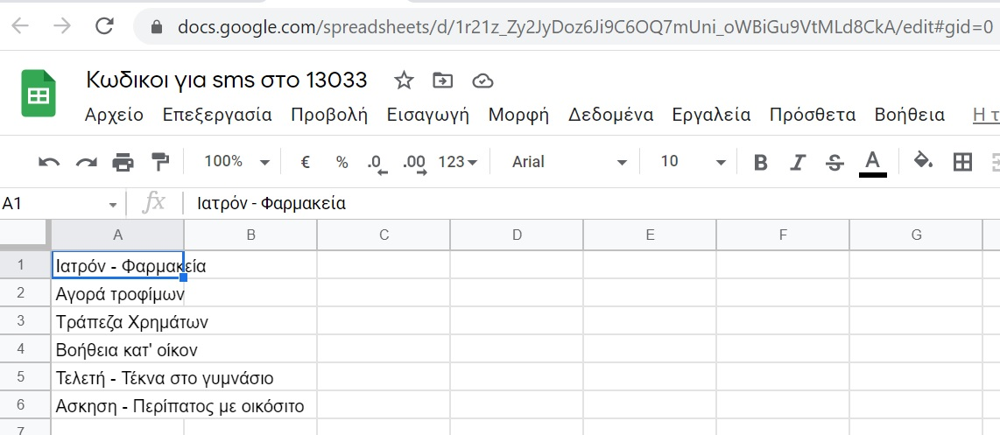 docs.google.com/spreadsheets/d/1r21z_Zy2JyDoz6Ji9C6OQ7mUni_oWBiGu9VtMLd8CkA/edit#gid=0
Κωδικοι για sms στο 13033
Αρχείο Επεξεργασία Προβολή Εισαγωγή Μορφή Δεδομένα Εργαλεία Πρόσθετα Βοήθεια Η τ
100% € % .0 .00 123 Arial 10 B I S A
A1 fx Ιατρόν - Φαρμακεία
A B C D E F G
1 Ιατρόν - Φαρμακεία
2 Αγορά τροφίμων
3 Τράπεζα Χρημάτων
4 Βοήθεια κατ' οίκον
5 Τελετή - Τέκνα στο γυμνάσιο
6 Ασκηση - Περίπατος με οικόσιτο
7